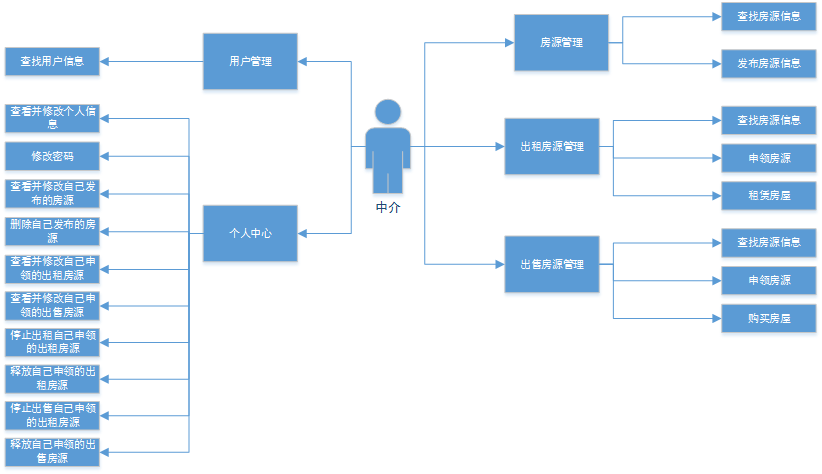 查找用户信息
用户管理
查看并修改个人信
息
修改密码
查看并修改自己发
布的房源
删除自己发布的房
源
查看并修改自己申
领的出租房源
查看并修改自己申
领的出售房源
停止出租自己申领
的出租房源
释放自己申领的出
租房源
停止出售自己申领
的出租房源
释放自己申领的出
售房源
个人中心
中介
房源管理
查找房源信息
发布房源信息
出租房源管理
查找房源信息
申领房源
租赁房屋
出售房源管理
查找房源信息
申领房源
购买房屋